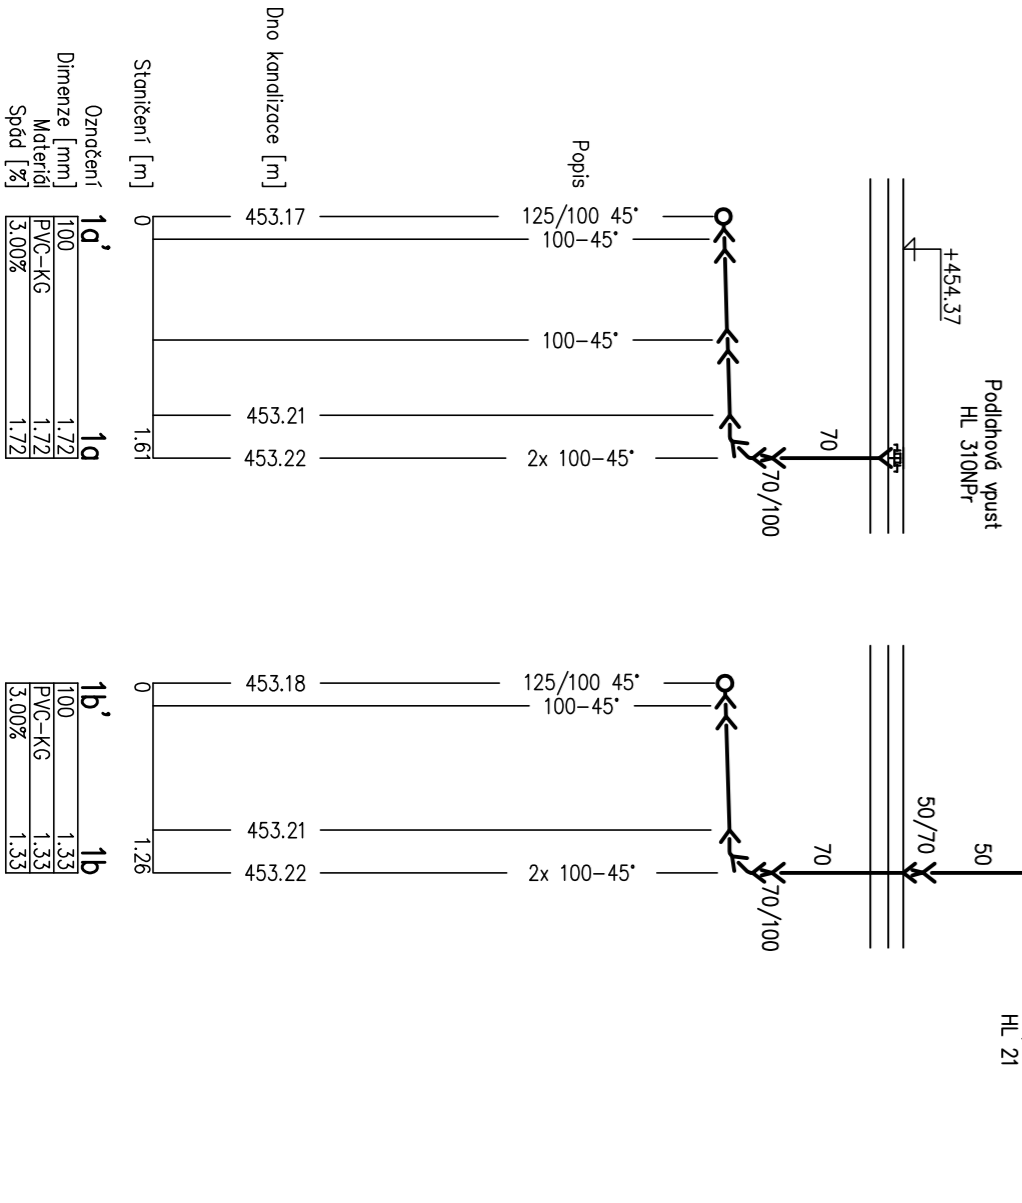 Podlahová vpust
HL 310NPr
+454.37
70
70/100
50
50/70
70
70/100
HL 21
Popis
125/100 45°
100-45°
100-45°
2x 100-45°
125/100 45°
100-45°
2x 100-45°
Dno kanalizace [m]
453.17
453.21
453.22
453.18
453.21
453.22
Staničení [m]
0
1.61
0
1.26
Označení
1a'
1a
1b'
1b
Dimenze [mm]
100
1.72
100
1.33
Materiál
PVC-KG
1.72
PVC-KG
1.33
Spád [%]
3.00%
1.72
3.00%
1.33